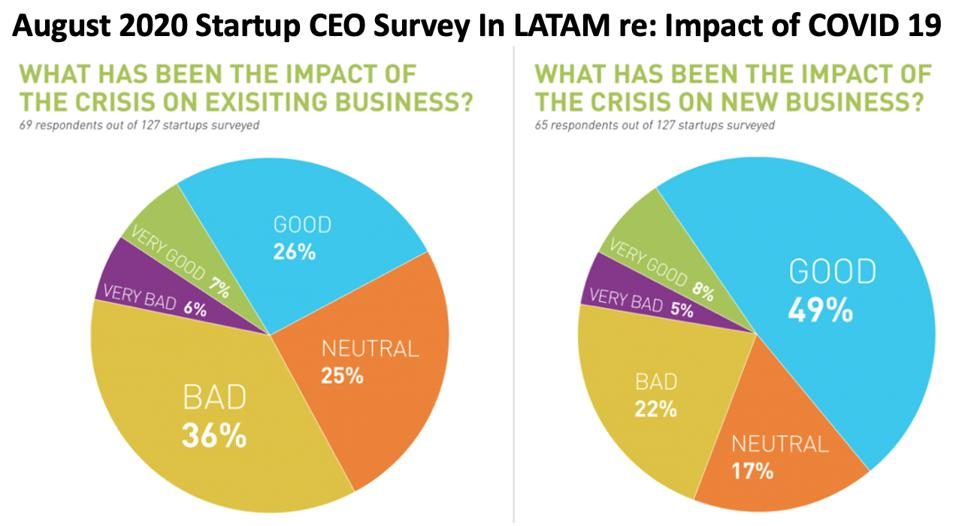 August 2020 Startup CEO Survey In LATAM re: Impact of COVID 19
WHAT HAS BEEN THE IMPACT OF
THE CRISIS ON EXISITING BUSINESS?
69 respondents out of 127 startups surveyed
GOOD
26%
VERY GOOD 7%
VERY BAD 6%
NEUTRAL
25%
BAD
36%
WHAT HAS BEEN THE IMPACT OF
THE CRISIS ON NEW BUSINESS?
65 respondents out of 127 startups surveyed
VERY GOOD 8%
GOOD
49%
VERY BAD 5%
BAD
22%
NEUTRAL
17%